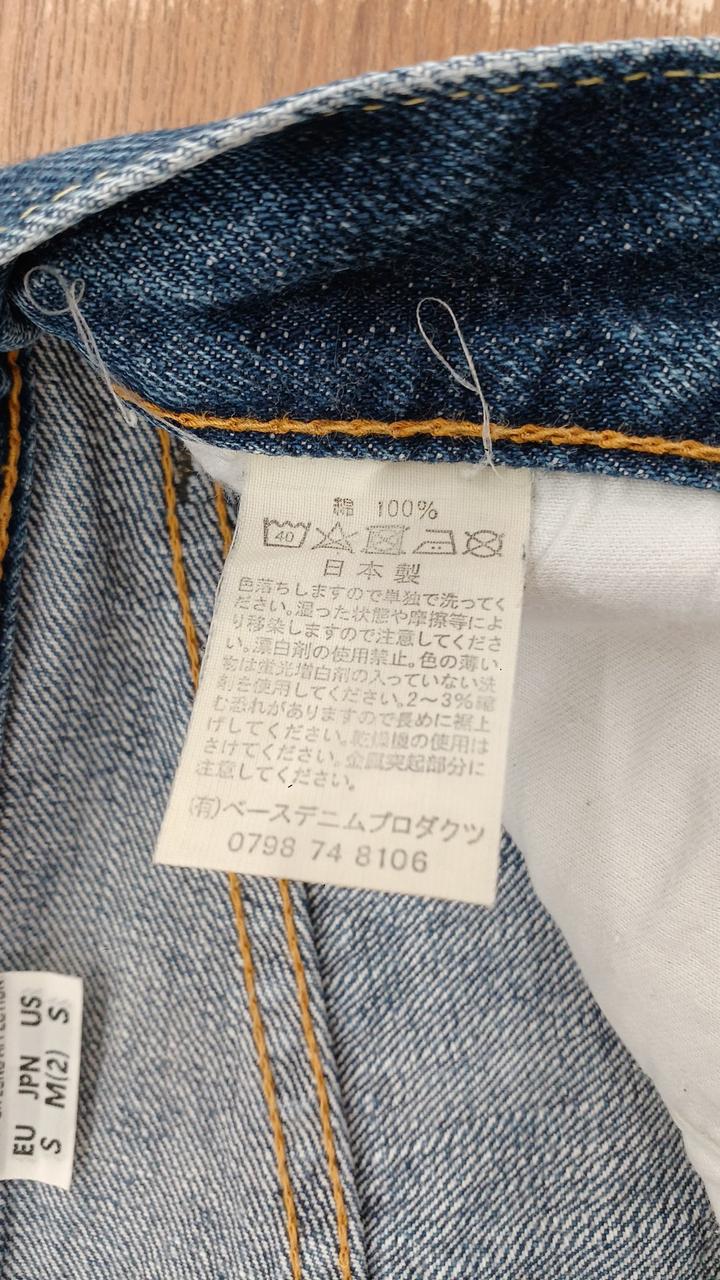 綿 100%
40
日本製
色落ちしますので単独で洗ってく
ださい。湿った状態や摩擦等によ
り移染しますので注意してくださ
い。漂白剤の使用禁止。色の薄い
物は蛍光増白剤の入っていない洗
剤を使用してください。2〜3%縮
む恐れがありますので長めに裾上
げしてください。乾燥機の使用は
さけてください。金属突起部分に
注意してください。
(有)ベースデニムプロダクツ
0798 74 8106
EU JPN US
S M(2) S